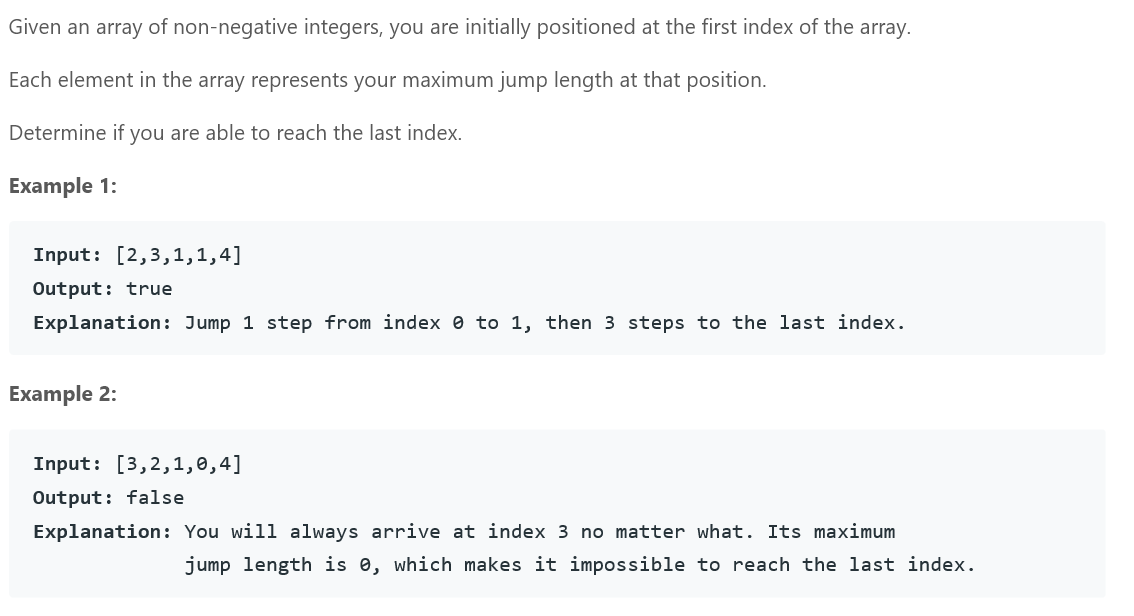 Given an array of non-negative integers, you are initially positioned at the first index of the array.
Each element in the array represents your maximum jump length at that position.
Determine if you are able to reach the last index.
Example 1:
Input: [2,3,1,1,4]
Output: true
Explanation: Jump 1 step from index 0 to 1, then 3 steps to the last index.
Example 2:
Input: [3,2,1,0,4]
Output: false
Explanation: You will always arrive at index 3 no matter what. Its maximum
jump length is 0, which makes it impossible to reach the last index.